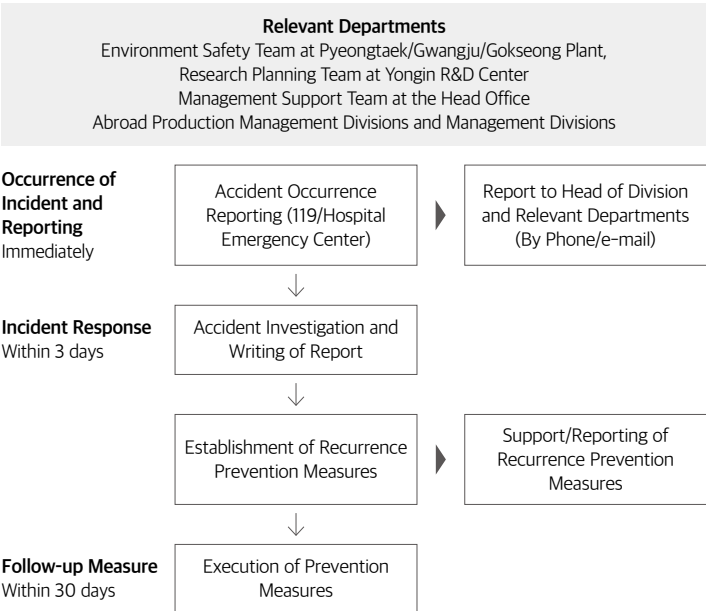 Relevant Departments
Environment Safety Team at Pyeongtaek/Gwangju/Gokseong Plant,
Research Planning Team at Yongin R&D Center
Management Support Team at the Head Office
Abroad Production Management Divisions and Management Divisions
Occurrence of
Incident and
Reporting
Immediately
Accident Occurrence
Reporting (119/Hospital
Emergency Center)
Report to Head of Division
and Relevant Departments
(By Phone/e-mail)
Incident Response
Within 3 days
Accident Investigation and
Writing of Report
Establishment of Recurrence
Prevention Measures
Support/Reporting of
Recurrence Prevention
Measures
Follow-up Measure
Within 30 days
Execution of Prevention
Measures